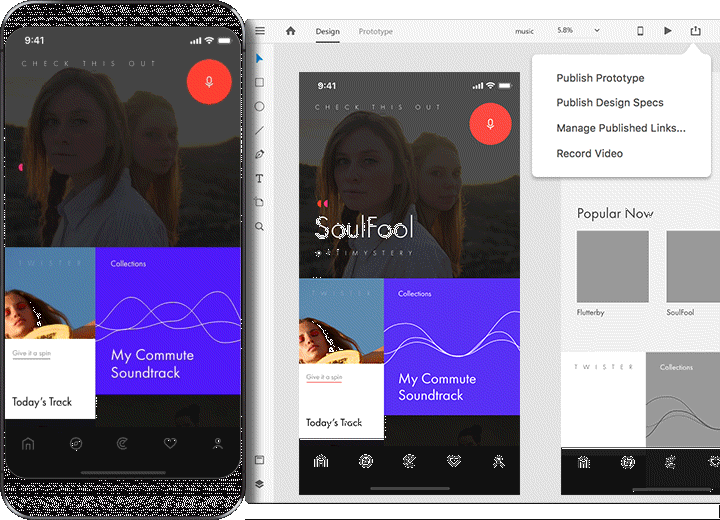 9:41
CHECK THIS OUT
TWISTER
Collections
Give it a spin
My Commute
Soundtrack
Today's Track
Design
Prototype
music
5.8%
Publish Prototype
Publish Design Specs
Manage Published Links...
Record Video
T
9:41
CHECK THIS OUT
SoulFool
ANTIMYSTERY
TWISTER
Collections
Give it a spin
My Commute
Soundtrack
Today's Track
Popular Now
Flutterby
SoulFool
TWISTER
Collections